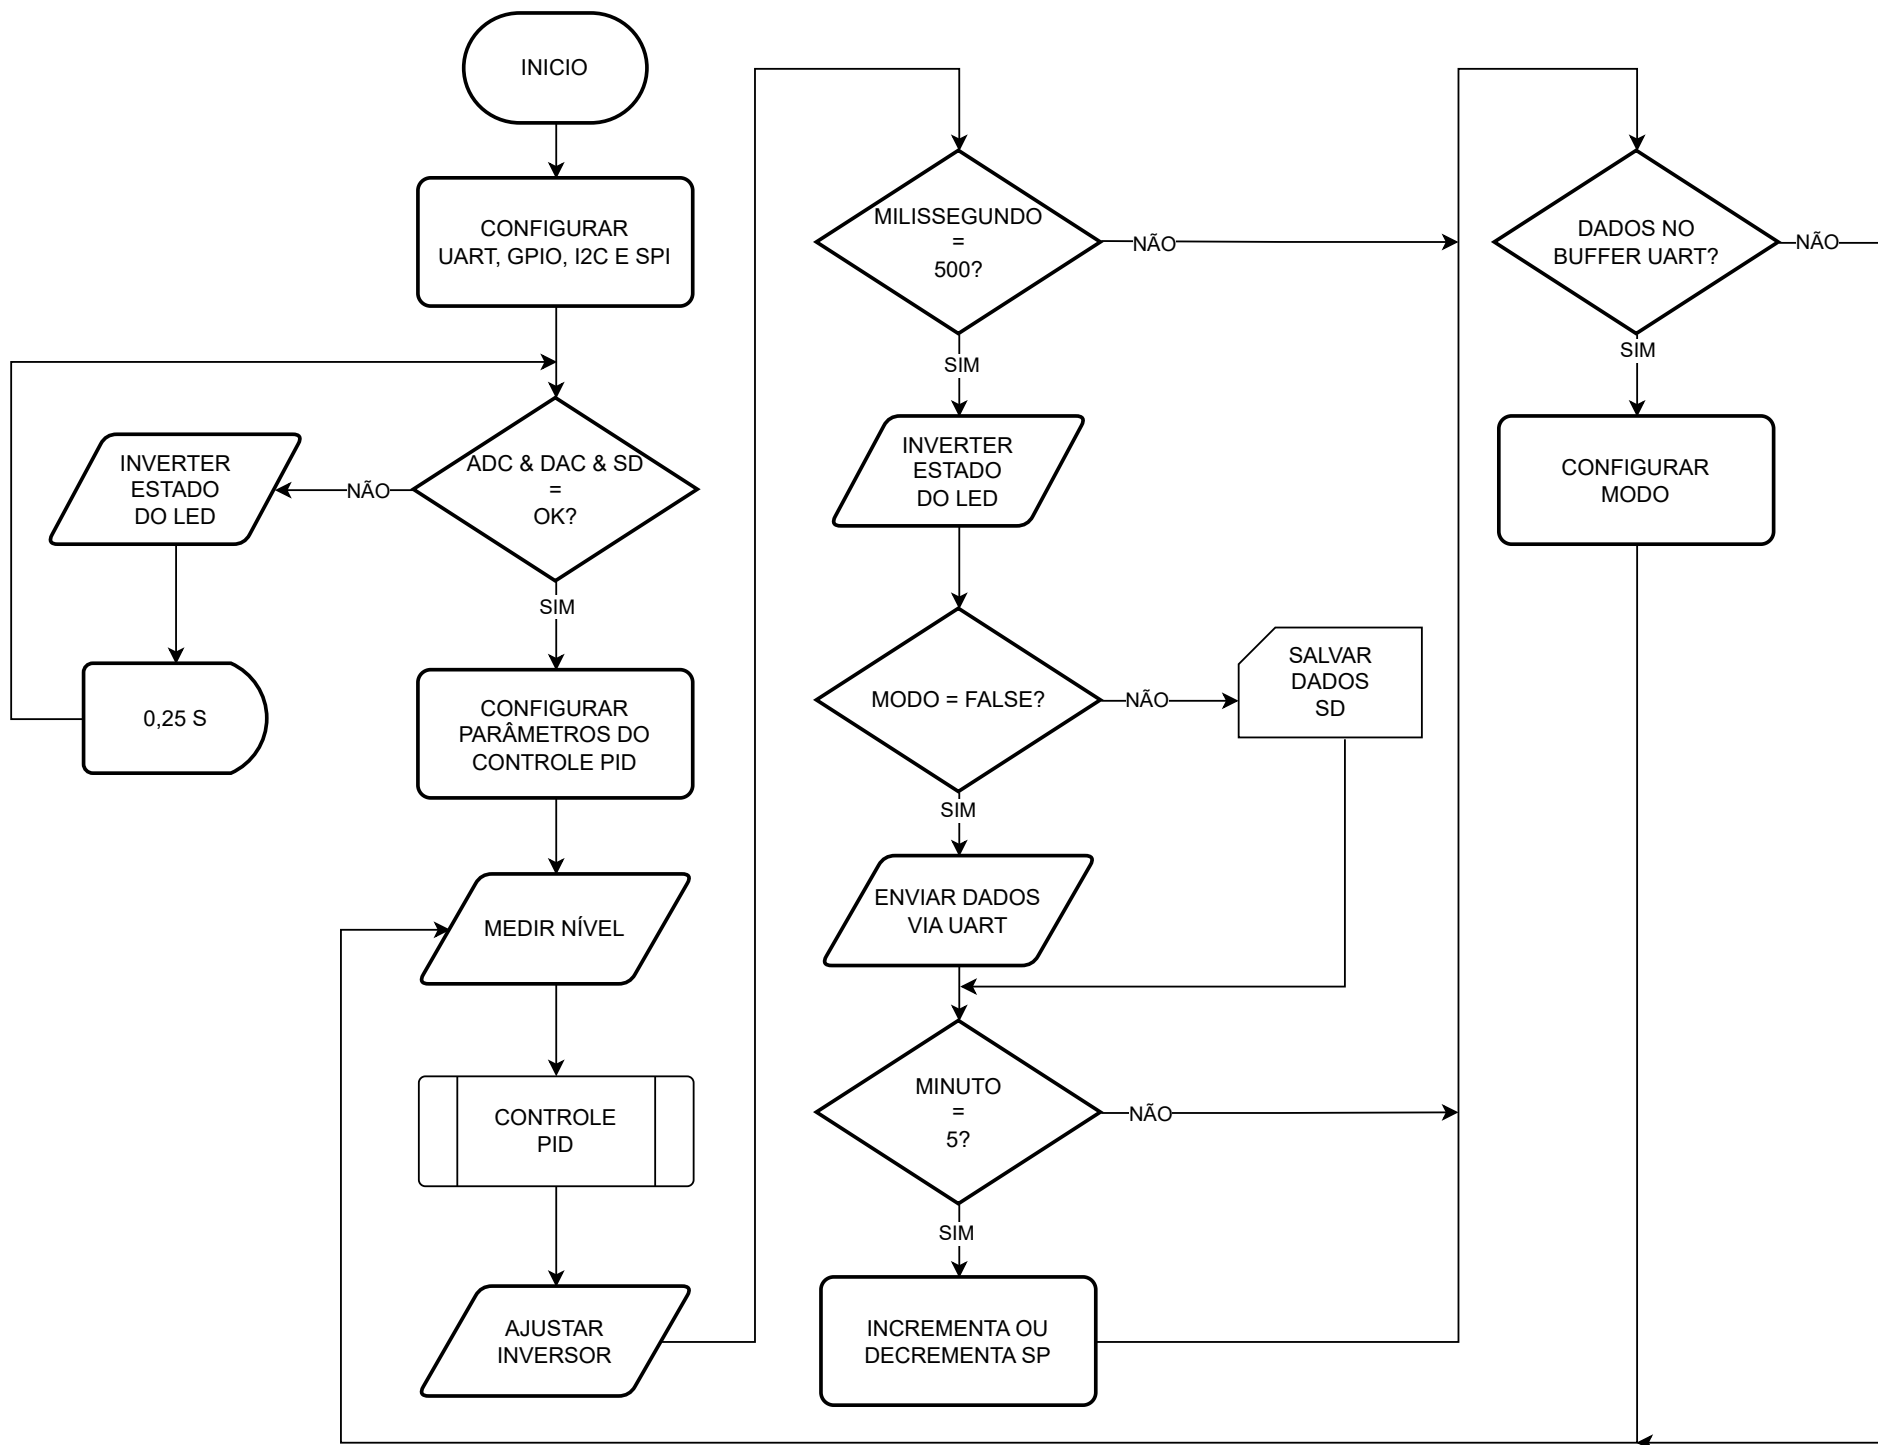 INICIO
CONFIGURAR
UART, GPIO, I2C E SPI
ADC & DAC & SD
=
OK?
NÃO
INVERTER
ESTADO
DO LED
0,25 S
SIM
CONFIGURAR
PARÂMETROS DO
CONTROLE PID
MEDIR NÍVEL
CONTROLE
PID
AJUSTAR
INVERSOR
MILISSEGUNDO
=
500?
NÃO
SIM
INVERTER
ESTADO
DO LED
MODO = FALSE?
NÃO
SALVAR
DADOS
SD
SIM
ENVIAR DADOS
VIA UART
MINUTO
=
5?
NÃO
SIM
INCREMENTA OU
DECREMENTA SP
DADOS NO
BUFFER UART?
NÃO
SIM
CONFIGURAR
MODO